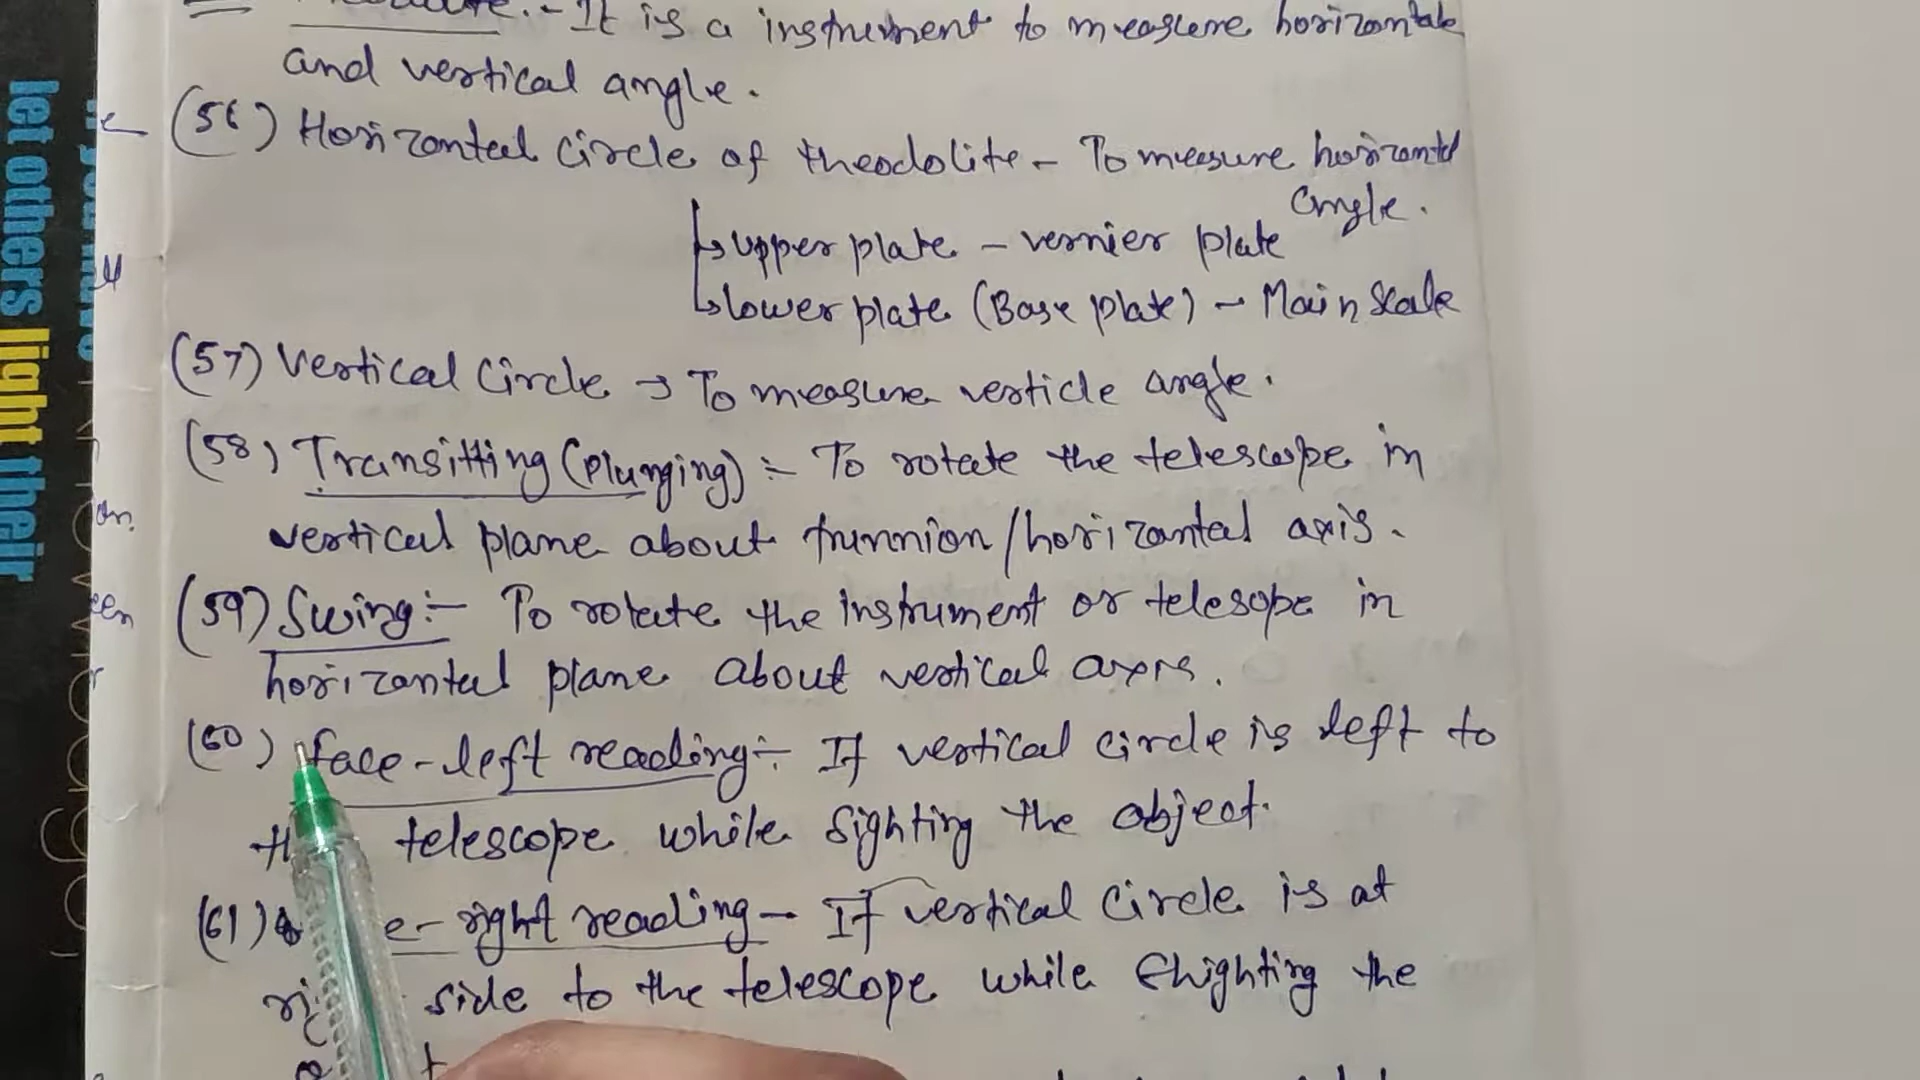 It is a instrument to measure horizontal
and vertical angle.
(56) Horizontal circle of theodolite - To measure horizontal
angle.
upper plate - vernier plate
lower plate (Base plate) - Main Scale
(57) Vertical Circle → To measure verticle angle.
(58) Transitting (Plunging) :- To rotate the telescope in
vertical plane about trunnion/horizontal axis.
(59) Swing :- To rotate the instrument or telesope in
horizontal plane about vertical axis.
(60) face-left reading :- If vertical circle is left to
telescope while sighting the object.
(61) right reading - If vertical circle is at
side to the telescope while shighting the
let others light their